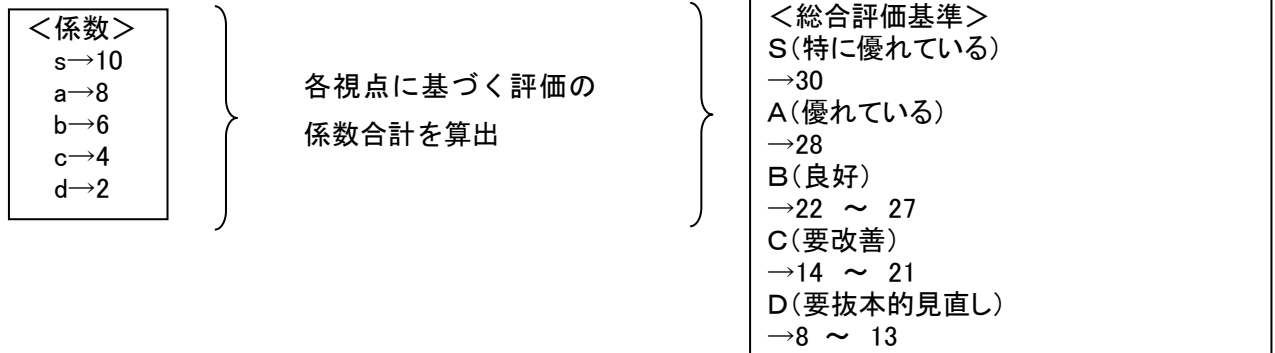 ＜係数＞
s→10
a→8
b→6
c→4
d→2
各視点に基づく評価の
係数合計を算出
＜総合評価基準＞
S（特に優れている）
→30
A（優れている）
→28
B（良好）
→22　～　27
C（要改善）
→14　～　21
D（要抜本的見直し）
→8　～　13